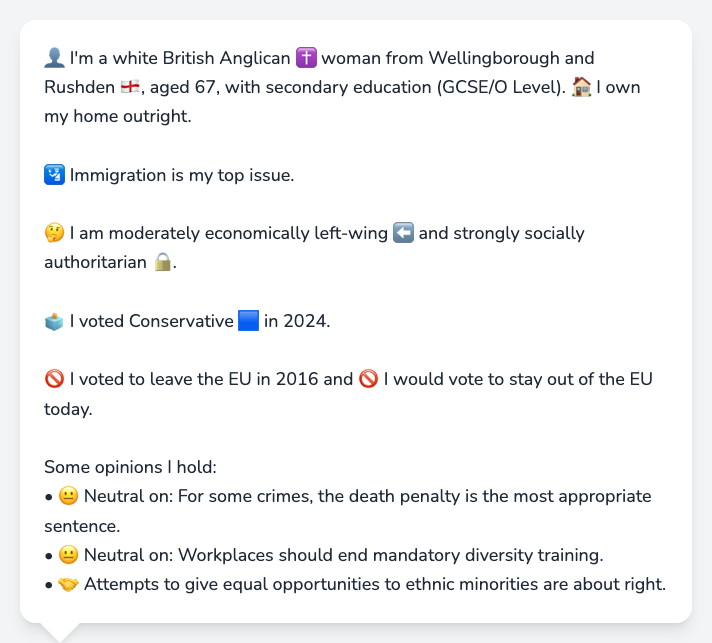 👤 I'm a white British Anglican ✝️ woman from Wellingborough and
Rushden 🏴󠁧󠁢󠁥󠁮󠁧󠁿, aged 67, with secondary education (GCSE/O Level). 🏠 I own
my home outright.
🛂 Immigration is my top issue.
🤔 I am moderately economically left-wing ⬅️ and strongly socially
authoritarian 🔒.
🗳️ I voted Conservative 🟦 in 2024.
🚫 I voted to leave the EU in 2016 and 🚫 I would vote to stay out of the EU
today.
Some opinions I hold:
• 😐 Neutral on: For some crimes, the death penalty is the most appropriate
sentence.
• 😐 Neutral on: Workplaces should end mandatory diversity training.
• 🤝 Attempts to give equal opportunities to ethnic minorities are about right.